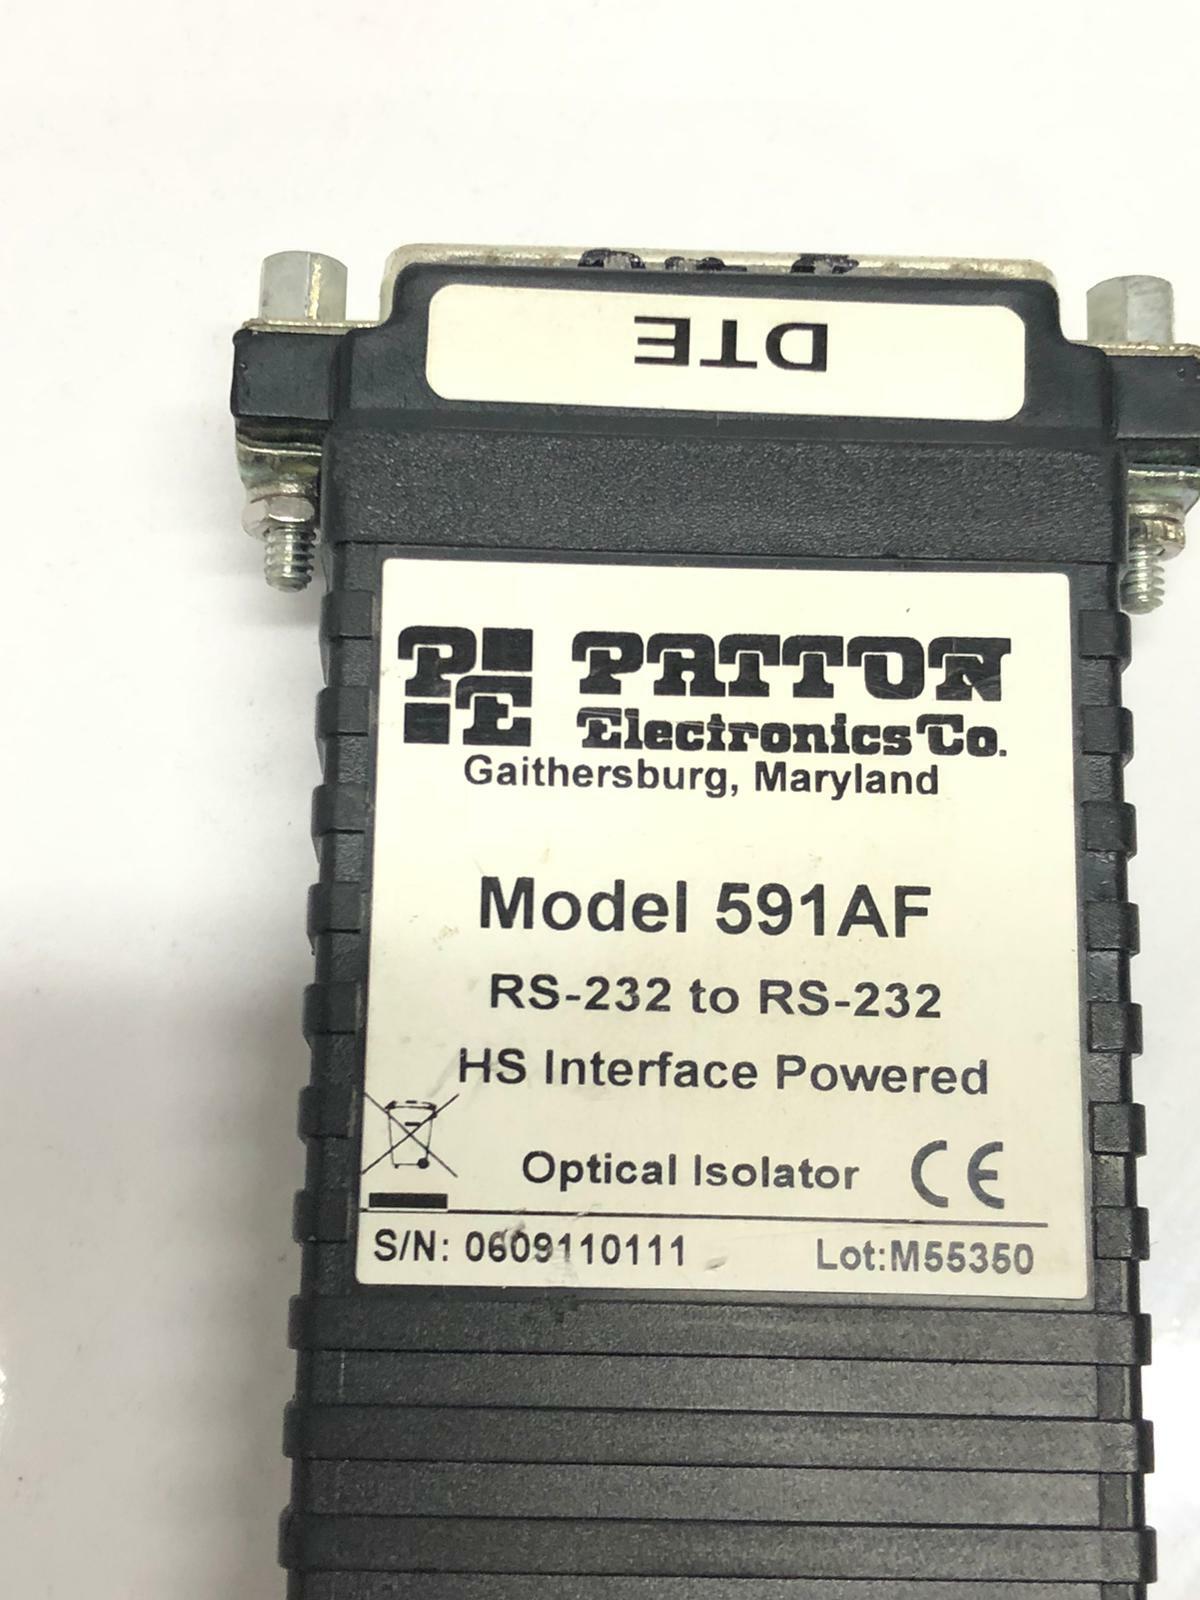 DTE
PE PATTON
Electronics Co.
Gaithersburg, Maryland
Model 591AF
RS-232 to RS-232
HS Interface Powered
Optical Isolator CE
S/N: 0609110111 Lot:M55350